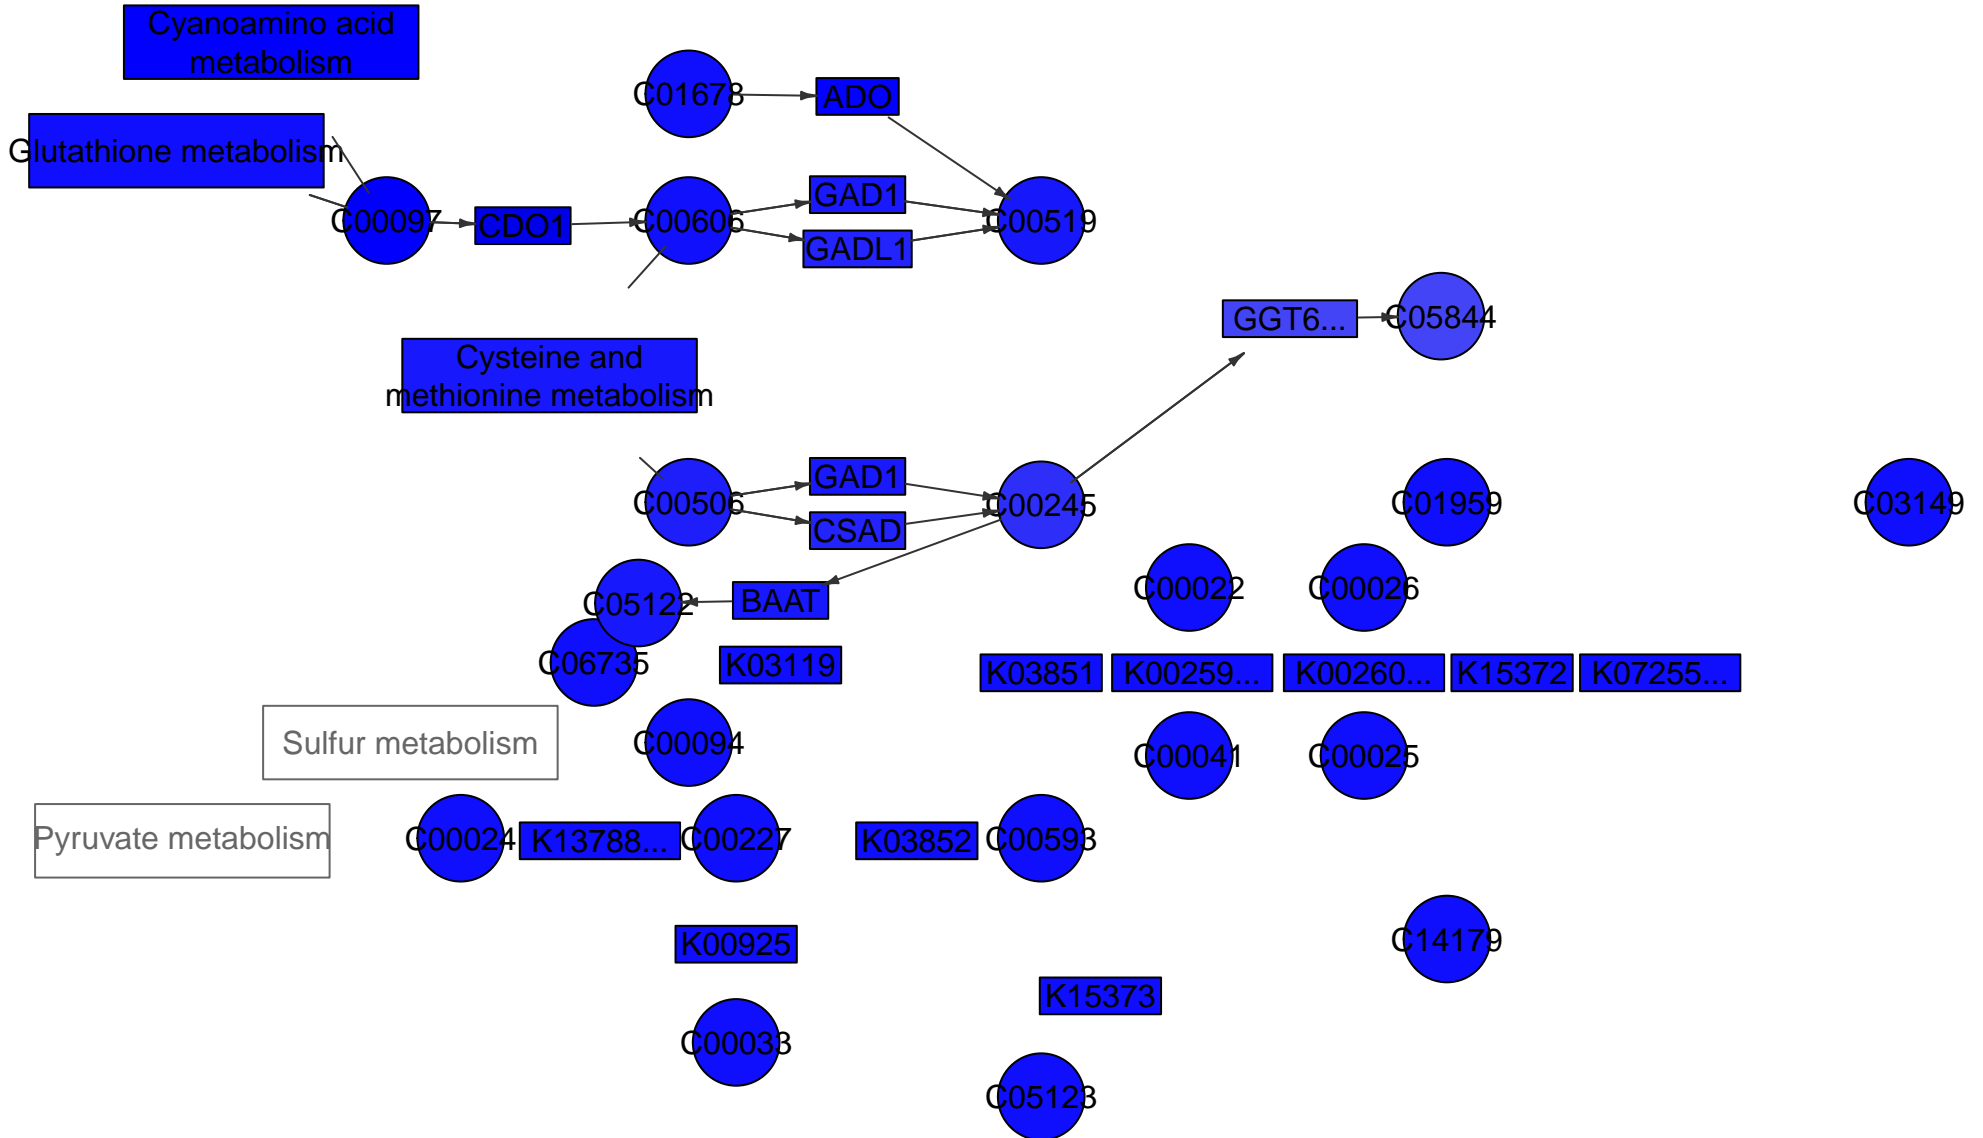 Cyanoamino acid
metabolism
C01678
ADO
Glutathione metabolism
C00097
CDO1
C00606
GAD1
GADL1
C00519
GGT6...
C05844
Cysteine and
methionine metabolism
C00506
GAD1
CSAD
C00245
C01959
C03149
C05122
BAAT
C00022
C00026
C06735
K03119
K03851
K00259...
K00260...
K15372
K07255...
Sulfur metabolism
C00094
C00041
C00025
Pyruvate metabolism
C00024
K13788...
C00227
K03852
C00593
K00925
C14179
K15373
C00033
C05123